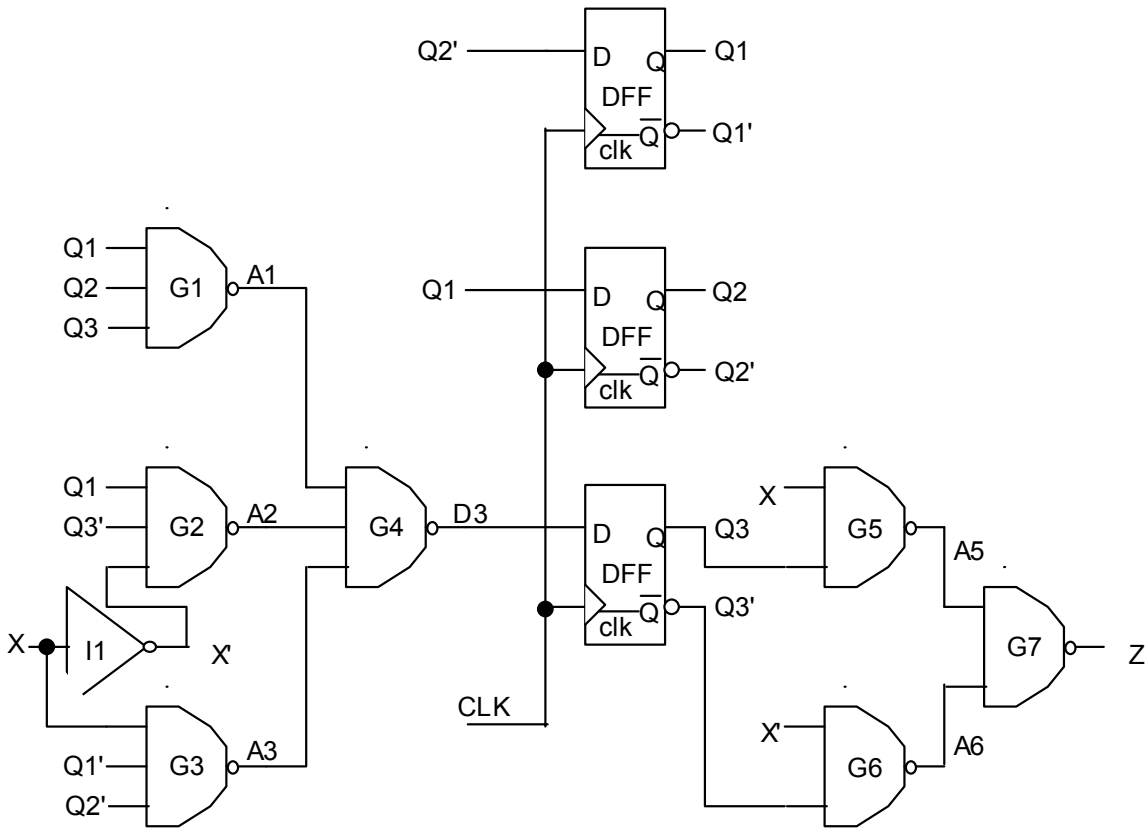 Q2'
D
Q
Q1
DFF
clk
Q
Q1'
Q1
Q2
Q3
G1
A1
Q1
D
Q
Q2
DFF
clk
Q
Q2'
Q1
Q3'
G2
A2
G4
D3
D
Q
Q3
DFF
clk
Q
Q3'
X
G5
A5
X
I1
X'
G7
Z
CLK
Q1'
Q2'
G3
A3
X'
G6
A6